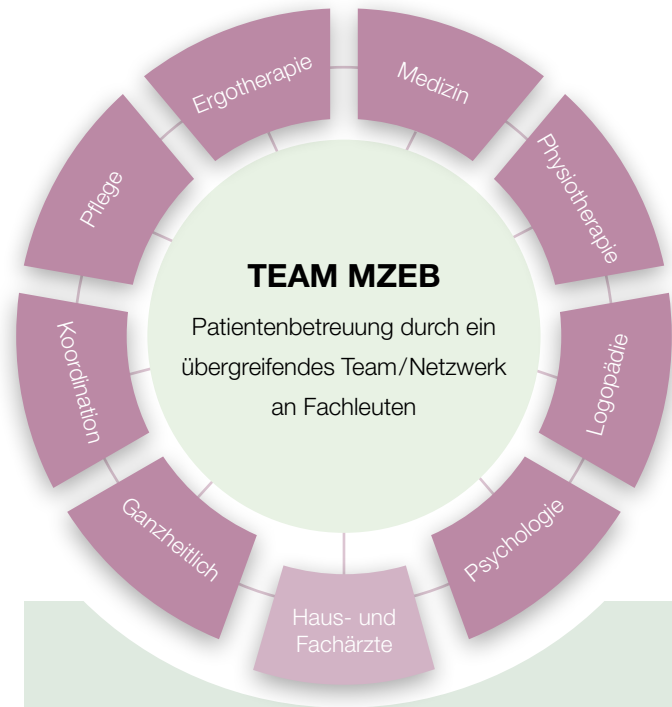 Ergotherapie
Medizin
Physiotherapie
Pflege
TEAM MZEB
Patientenbetreuung durch ein
übergreifendes Team/Netzwerk
an Fachleuten
Koordination
Logopädie
Ganzheitlich
Psychologie
Haus- und
Fachärzte